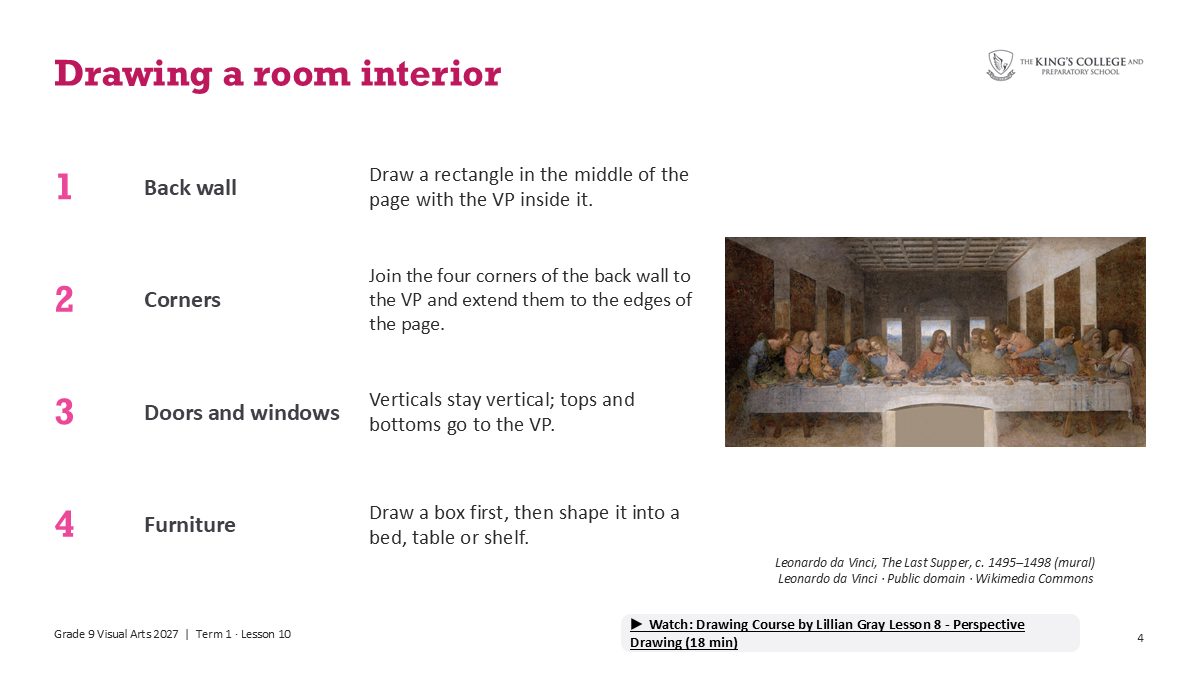 Drawing a room interior
THE KING'S COLLEGE AND
PREPARATORY SCHOOL
1
Back wall
Draw a rectangle in the middle of the
page with the VP inside it.
2
Corners
Join the four corners of the back wall to
the VP and extend them to the edges of
the page.
3
Doors and windows
Verticals stay vertical; tops and
bottoms go to the VP.
4
Furniture
Draw a box first, then shape it into a
bed, table or shelf.
Leonardo da Vinci, The Last Supper, c. 1495–1498 (mural)
Leonardo da Vinci · Public domain · Wikimedia Commons
Grade 9 Visual Arts 2027 | Term 1 · Lesson 10
▶ Watch: Drawing Course by Lillian Gray Lesson 8 - Perspective
Drawing (18 min)
4